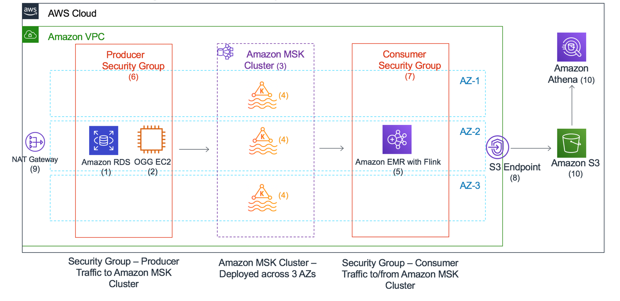 aws
AWS Cloud
Amazon VPC
Producer
Security Group
(6)
Amazon MSK
Cluster (3)
Consumer
Security Group
(7)
Amazon
Athena (10)
AZ-1
(4)
AZ-2
(4)
NAT Gateway
(9)
Amazon RDS
(1)
OGG EC2
(2)
Amazon EMR with Flink
(5)
S3 Endpoint
(8)
Amazon S3
(10)
AZ-3
(4)
Security Group – Producer
Traffic to Amazon MSK
Cluster
Amazon MSK Cluster –
Deployed across 3 AZs
Security Group – Consumer
Traffic to/from Amazon MSK
Cluster